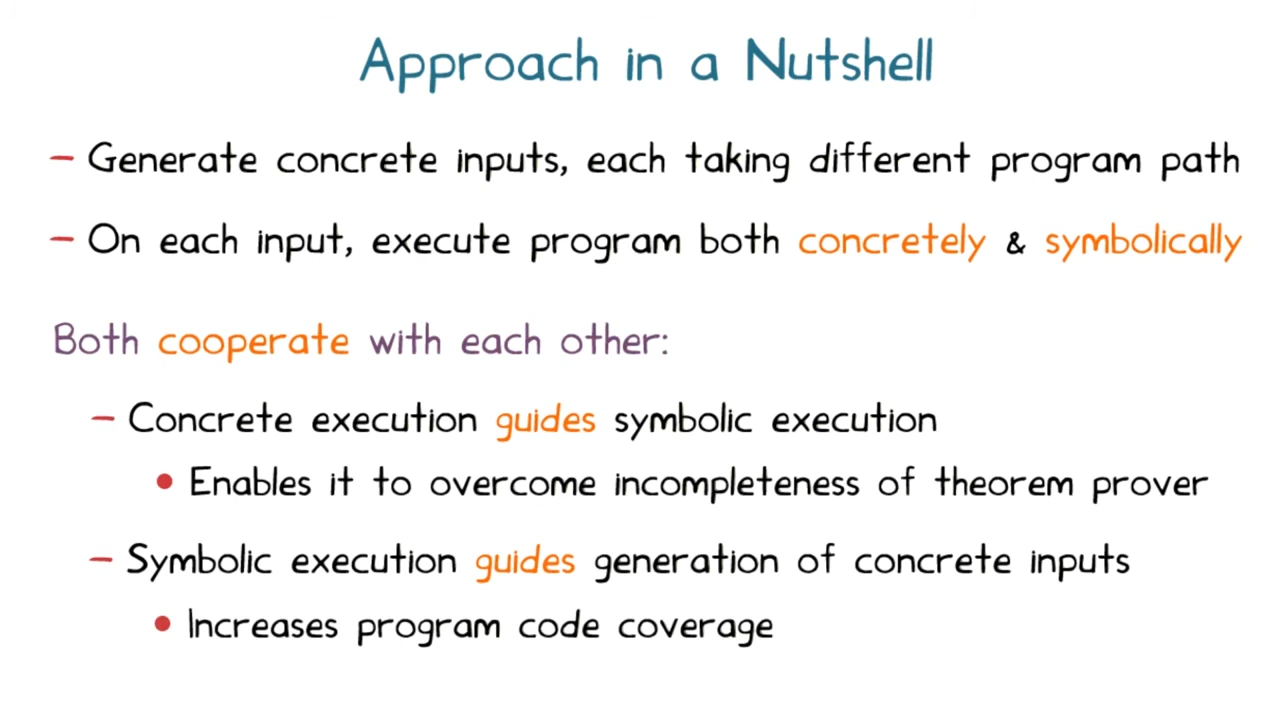 Approach in a Nutshell
– Generate concrete inputs, each taking different program path
– On each input, execute program both concretely & symbolically
Both cooperate with each other:
– Concrete execution guides symbolic execution
• Enables it to overcome incompleteness of theorem prover
– Symbolic execution guides generation of concrete inputs
• Increases program code coverage